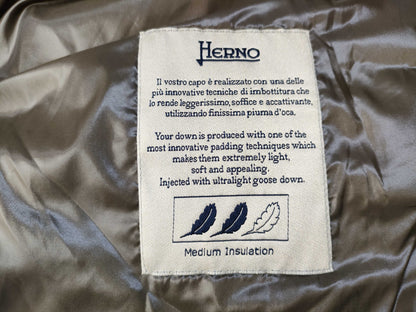 HERNO
Il vostro capo è realizzato con una delle
più innovative tecniche di imbottitura che
lo rende leggerissimo, soffice e accattivante,
utilizzando finissima piuma d'oca.
Your down is produced with one of the
most innovative padding techniques which
makes them extremely light,
soft and appealing.
Injected with ultralight goose down.
Medium Insulation